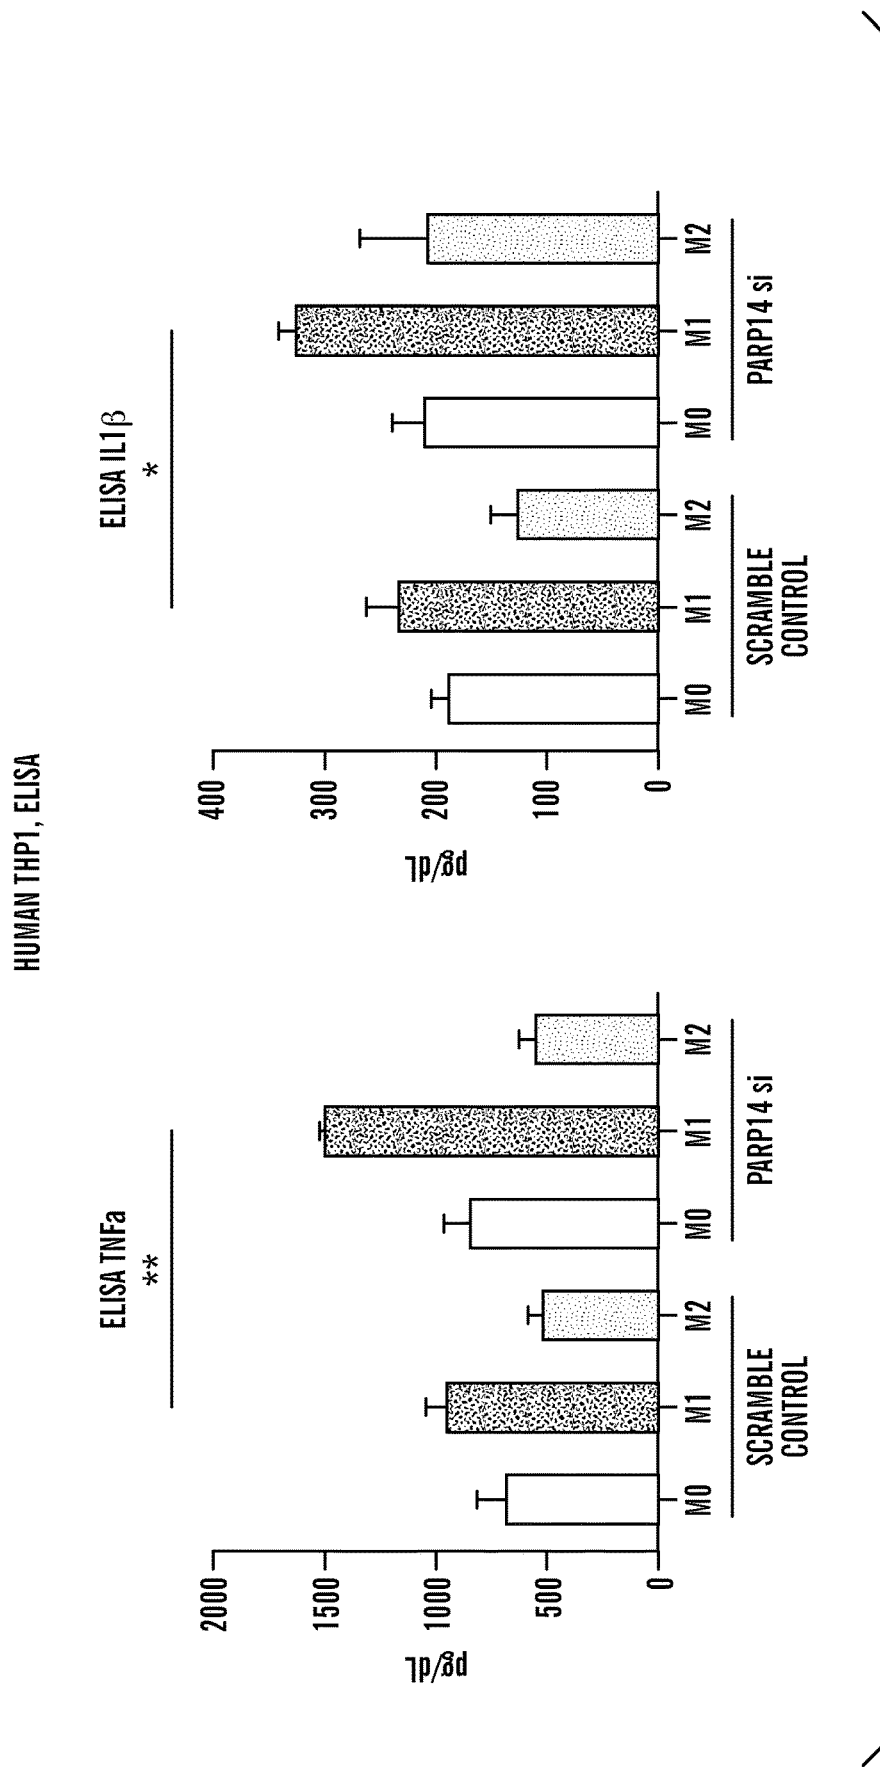 HUMAN THP1, ELISA
ELISA TNFa
**
2000
1500
1000
500
0
pg/dL
M0 M1 M2 M0 M1 M2
SCRAMBLE
CONTROL
PARP14 si
ELISA IL1β
*
400
300
200
100
0
pg/dL
M0 M1 M2 M0 M1 M2
SCRAMBLE
CONTROL
PARP14 si